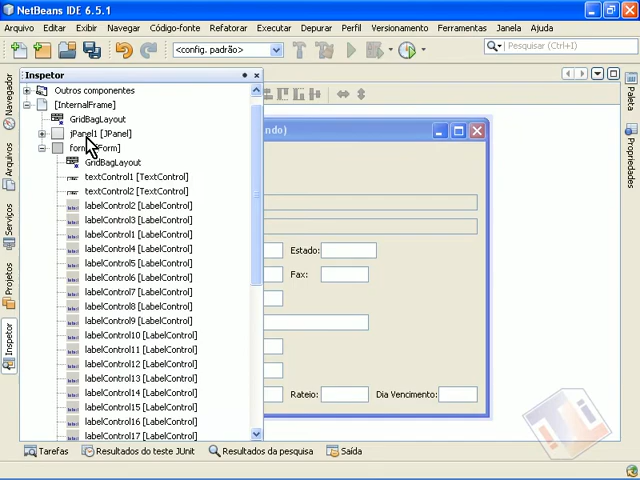 NetBeans IDE 6.5.1
Arquivo Editar Exibir Navegar Código-fonte Refatorar Executar Depurar Perfil Versionamento Ferramentas Janela Ajuda
<config. padrão>
Pesquisar (Ctrl+I)
Inspetor
Navegador
Arquivos
Serviços
Projetos
Inspetor
Outros componentes
[InternalFrame]
GridBagLayout
jPanel1 [JPanel]
GridBagLayout
textControl1 [TextControl]
textControl2 [TextControl]
labelControl2 [LabelControl]
labelControl3 [LabelControl]
labelControl1 [LabelControl]
labelControl4 [LabelControl]
labelControl5 [LabelControl]
labelControl6 [LabelControl]
labelControl7 [LabelControl]
labelControl8 [LabelControl]
labelControl9 [LabelControl]
labelControl10 [LabelControl]
labelControl11 [LabelControl]
labelControl12 [LabelControl]
labelControl13 [LabelControl]
labelControl14 [LabelControl]
labelControl15 [LabelControl]
labelControl16 [LabelControl]
labelControl17 [LabelControl]
Estado:
Fax:
Rateio: Dia Vencimento:
Paleta
Propriedades
Tarefas Resultados do teste JUnit Resultados da pesquisa Saída